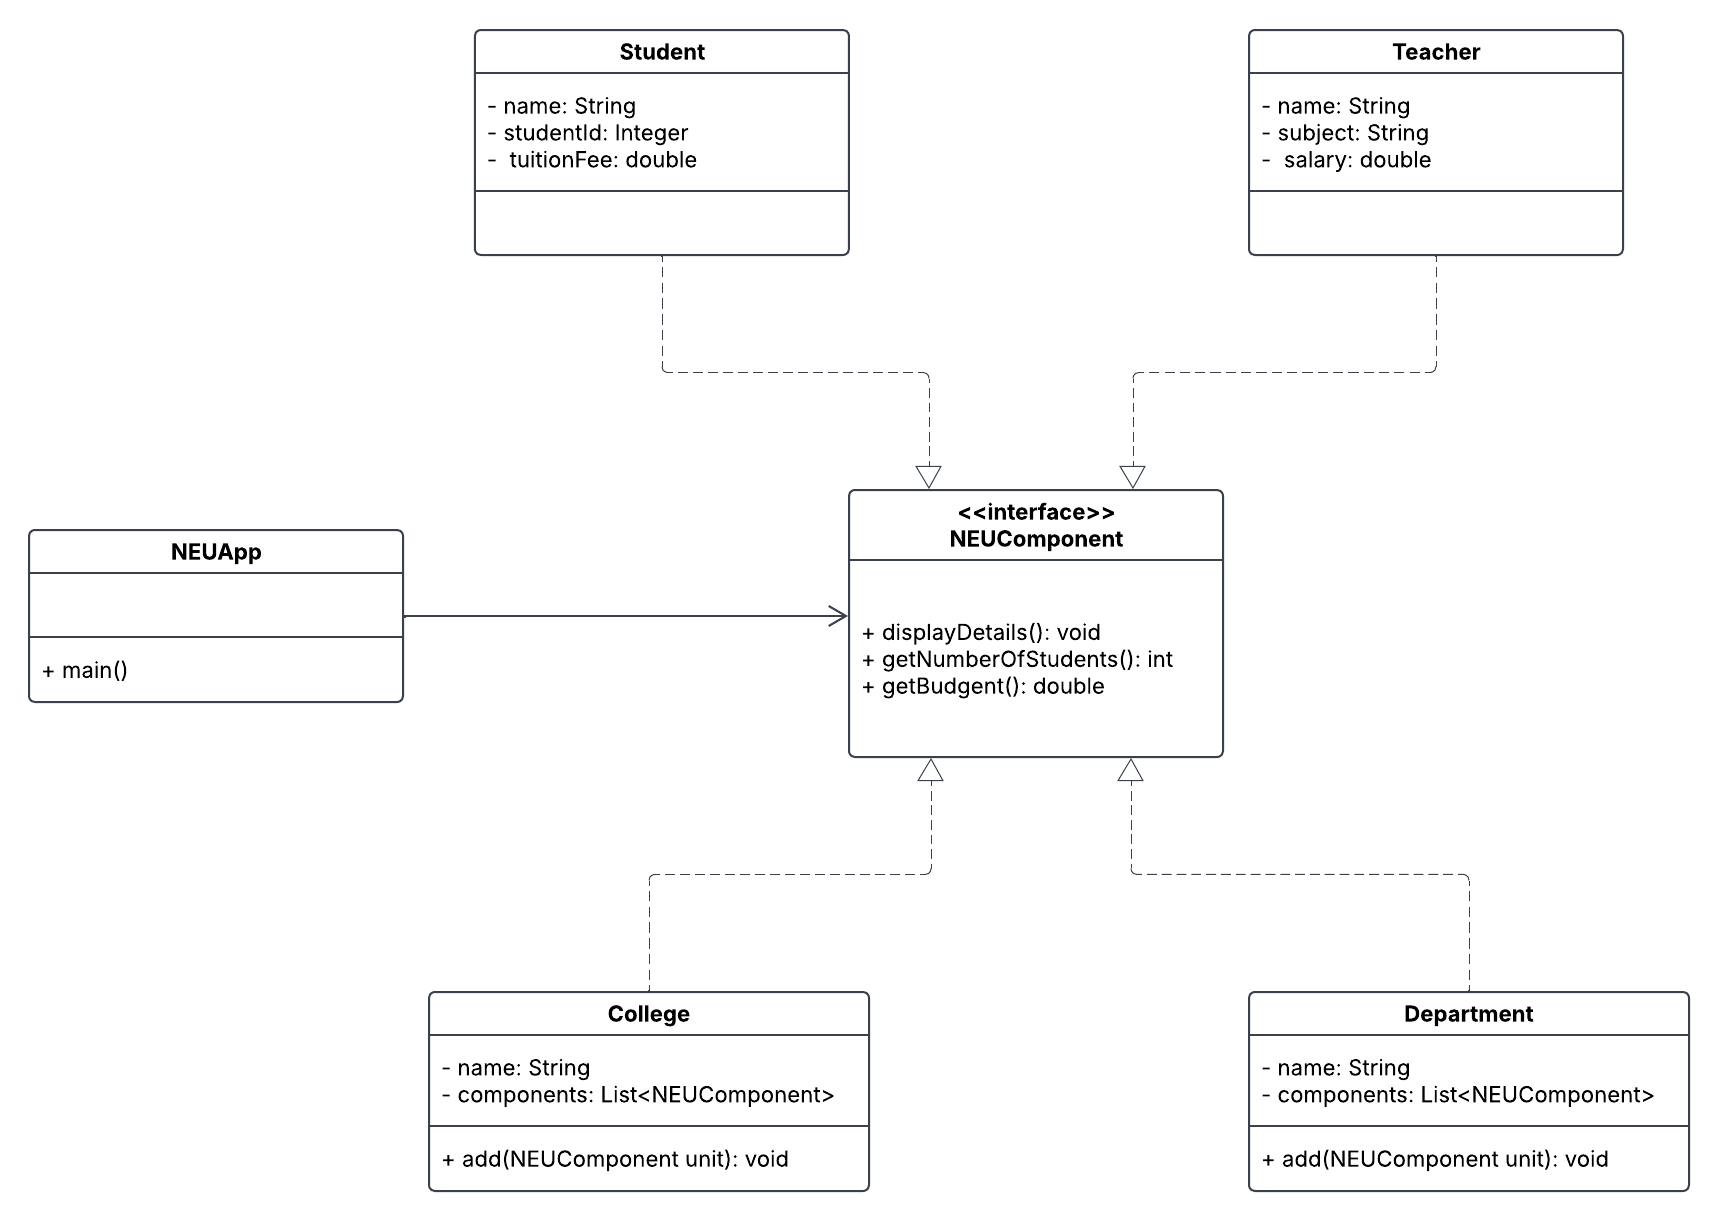 Student
- name: String
- studentId: Integer
- tuitionFee: double
Teacher
- name: String
- subject: String
- salary: double
NEUApp
+ main()
<<interface>>
NEUComponent
+ displayDetails(): void
+ getNumberOfStudents(): int
+ getBudgent(): double
College
- name: String
- components: List<NEUComponent>
+ add(NEUComponent unit): void
Department
- name: String
- components: List<NEUComponent>
+ add(NEUComponent unit): void